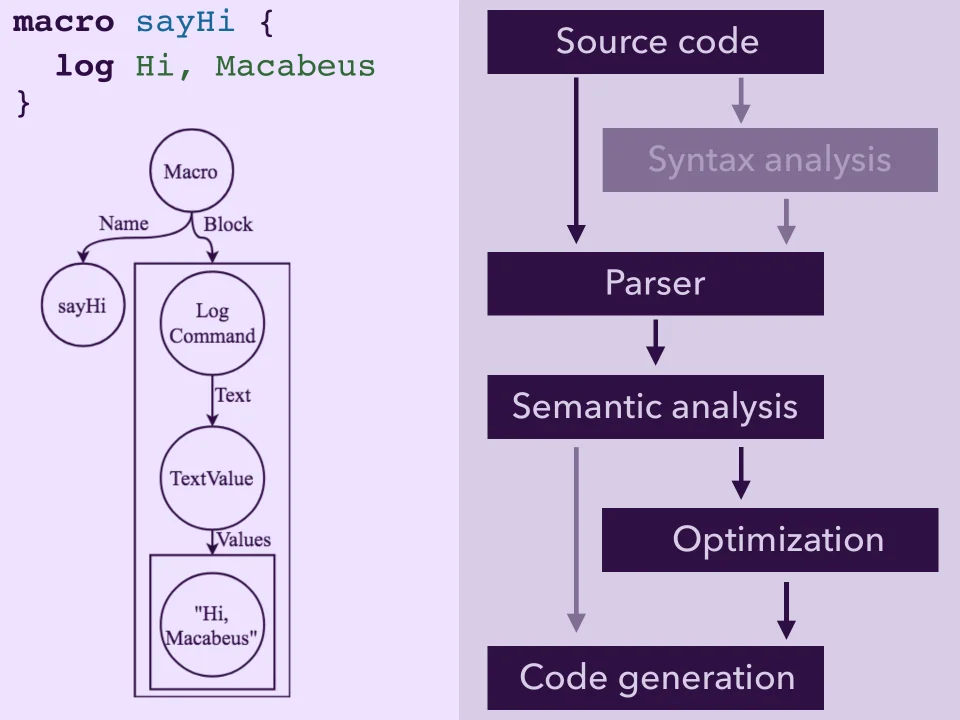 macro sayHi {
log Hi, Macabeus
}
Macro
Name
Block
sayHi
Log
Command
Text
TextValue
Values
"Hi,
Macabeus"
Source code
Syntax analysis
Parser
Semantic analysis
Optimization
Code generation